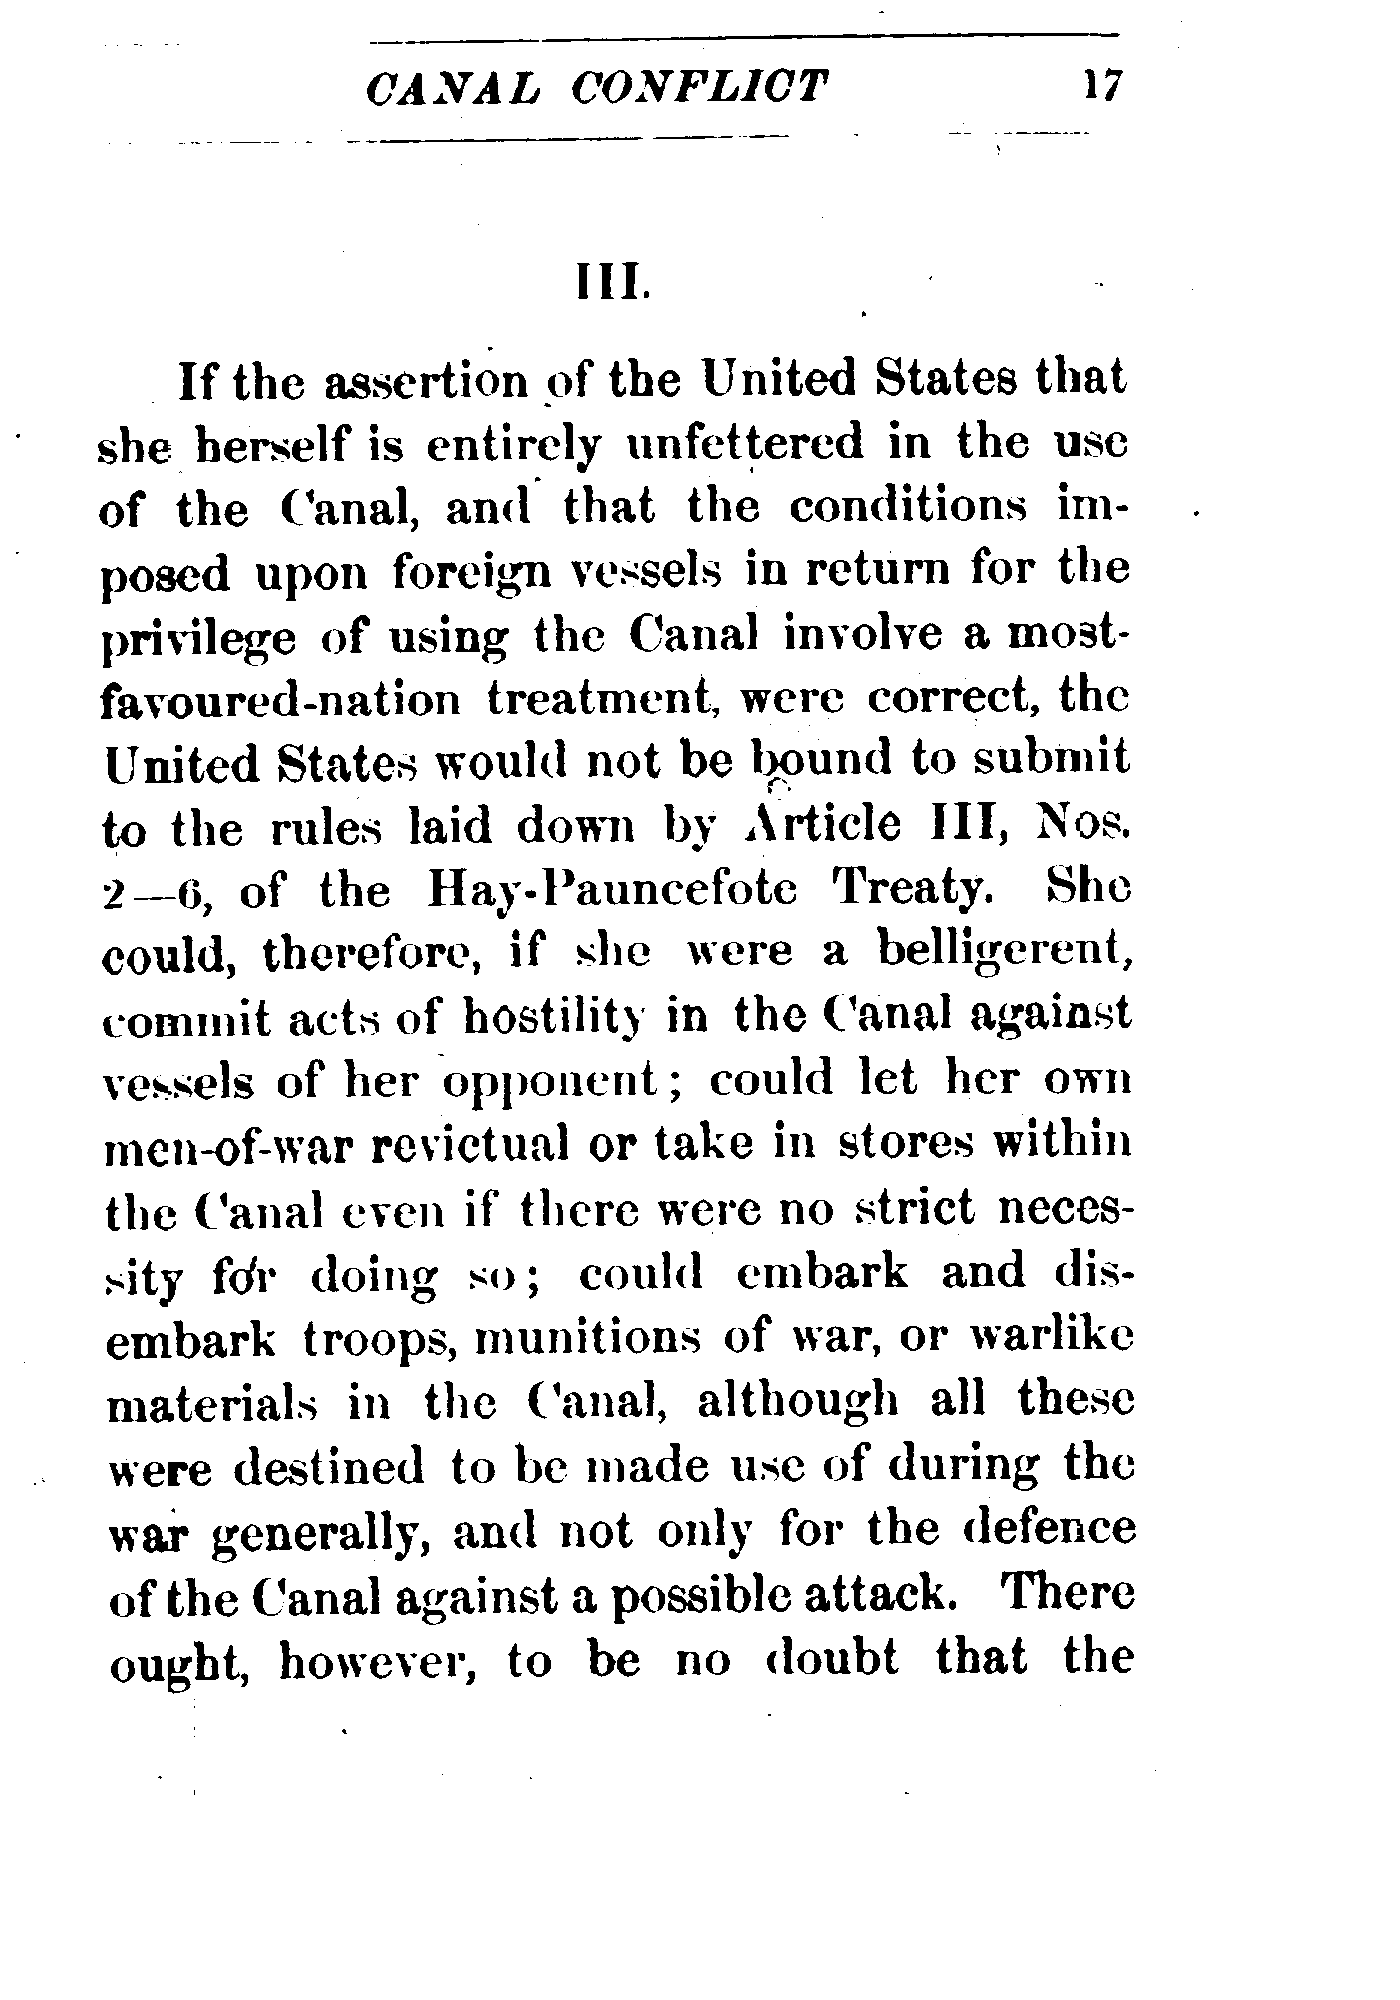 CANAL CONFLICT 17
III.
If the assertion of the United States that
she herself is entirely unfettered in the use
of the Canal, and that the conditions im-
posed upon foreign vessels in return for the
privilege of using the Canal involve a most-
favoured-nation treatment, were correct, the
United States would not be bound to submit
to the rules laid down by Article III, Nos.
2—6, of the Hay-Pauncefote Treaty. She
could, therefore, if she were a belligerent,
commit acts of hostility in the Canal against
vessels of her opponent; could let her own
men-of-war revictual or take in stores within
the Canal even if there were no strict neces-
sity for doing so; could embark and dis-
embark troops, munitions of war, or warlike
materials in the Canal, although all these
were destined to be made use of during the
war generally, and not only for the defence
of the Canal against a possible attack. There
ought, however, to be no doubt that the